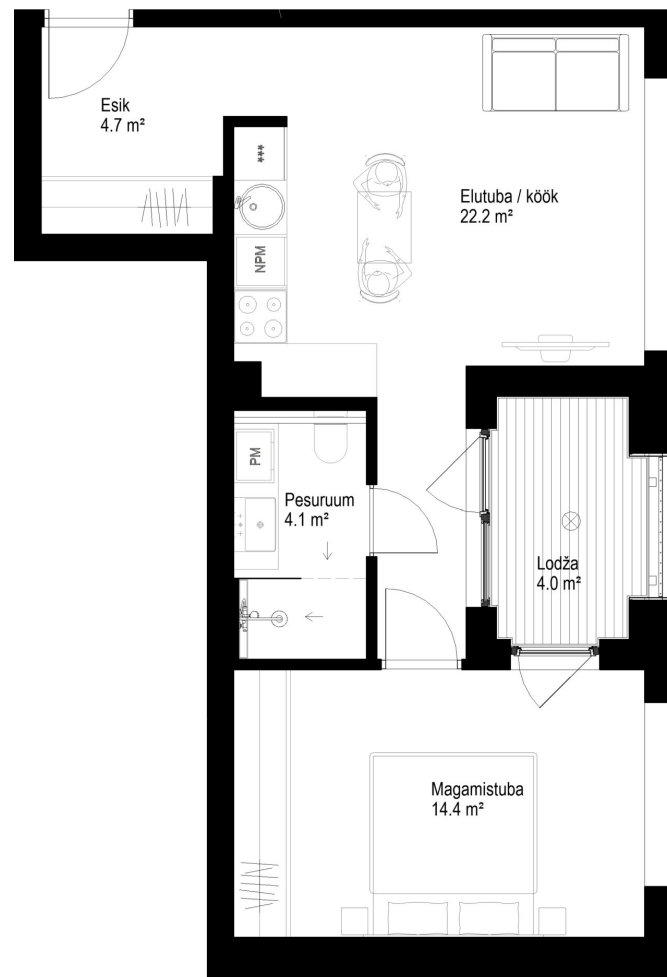 Esik
4.7 m²
***
Elutuba / köök
22.2 m²
NPM
PM
Pesuruum
4.1 m²
Lodža
4.0 m²
Magamistuba
14.4 m²